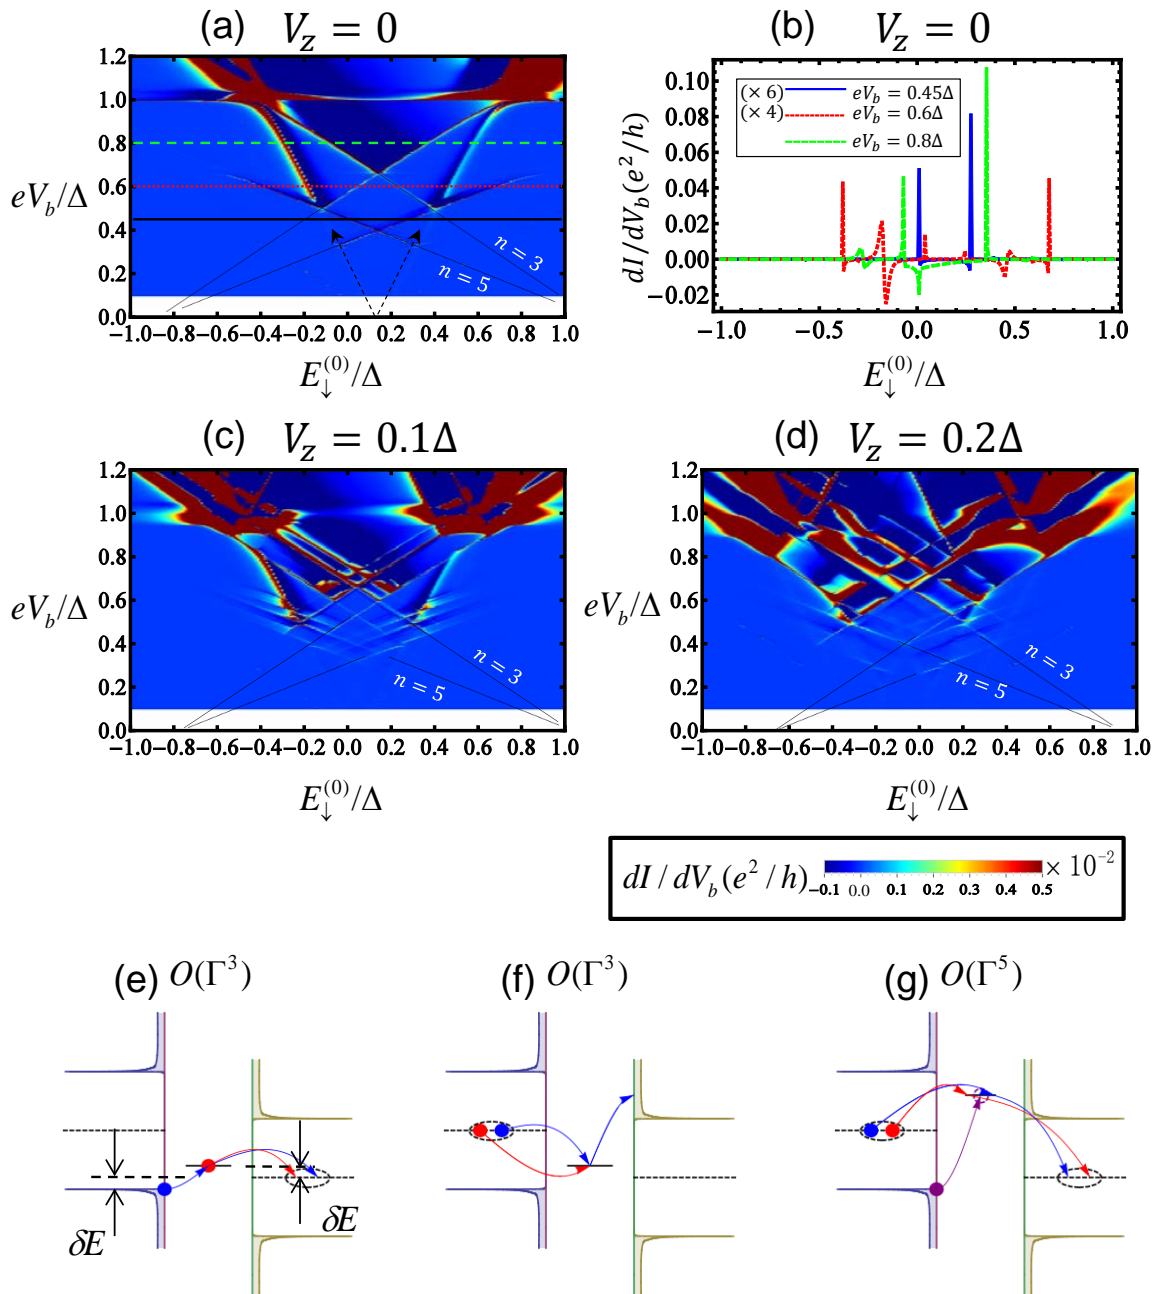 (a) V_z = 0
1.2
1.0
0.8
eV_b/Δ 0.6
0.4
0.2
0.0
n = 3
n = 5
−1.0 −0.8 −0.6 −0.4 −0.2 0.0 0.2 0.4 0.6 0.8 1.0
E_↓^(0)/Δ
(b) V_z = 0
dI/dV_b(e^2/h)
0.10
0.08
0.06
0.04
0.02
0.00
−0.02
(× 6) eV_b = 0.45Δ
(× 4) eV_b = 0.6Δ
eV_b = 0.8Δ
−1.0 −0.5 0.0 0.5 1.0
E_↓^(0)/Δ
(c) V_z = 0.1Δ
1.2
1.0
0.8
eV_b/Δ 0.6
0.4
0.2
0.0
n = 3
n = 5
−1.0 −0.8 −0.6 −0.4 −0.2 0.0 0.2 0.4 0.6 0.8 1.0
E_↓^(0)/Δ
(d) V_z = 0.2Δ
1.2
1.0
0.8
eV_b/Δ 0.6
0.4
0.2
0.0
n = 3
n = 5
−1.0 −0.8 −0.6 −0.4 −0.2 0.0 0.2 0.4 0.6 0.8 1.0
E_↓^(0)/Δ
dI / dV_b (e^2 / h) × 10^−2
−0.1 0.0 0.1 0.2 0.3 0.4 0.5
(e) O(Γ^3)
δE
δE
(f) O(Γ^3)
(g) O(Γ^5)